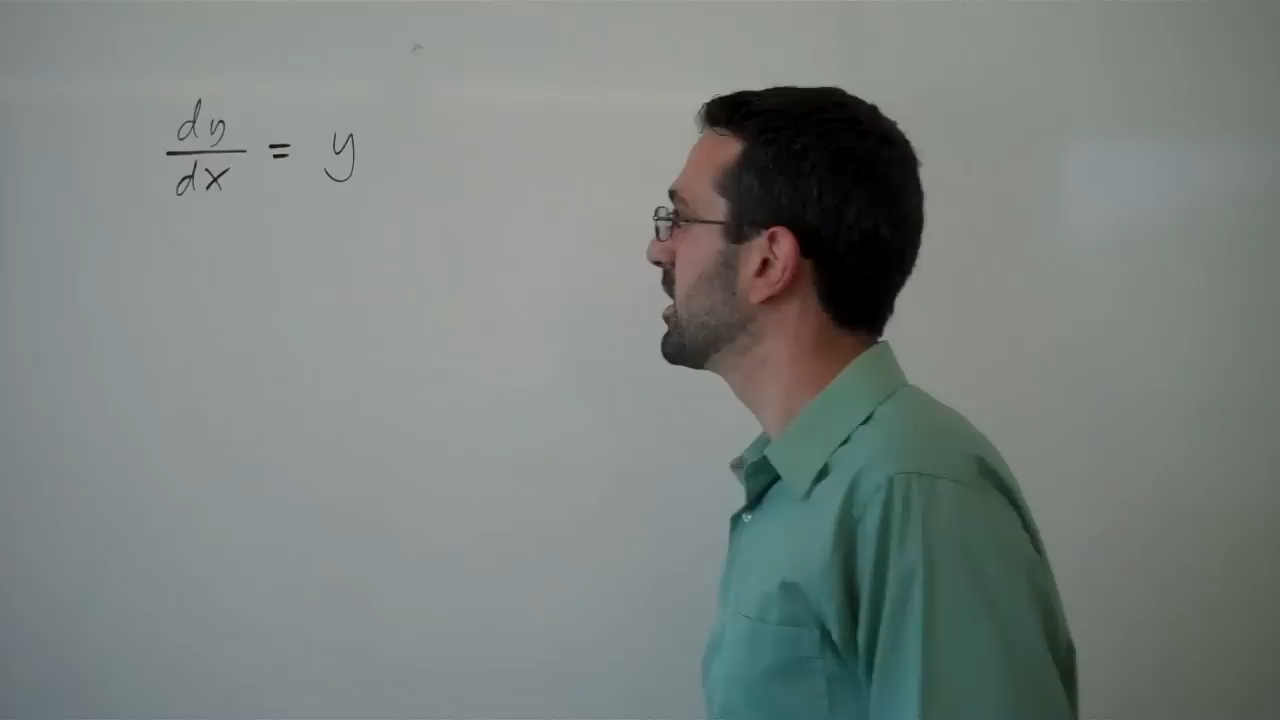 dy/dx = y